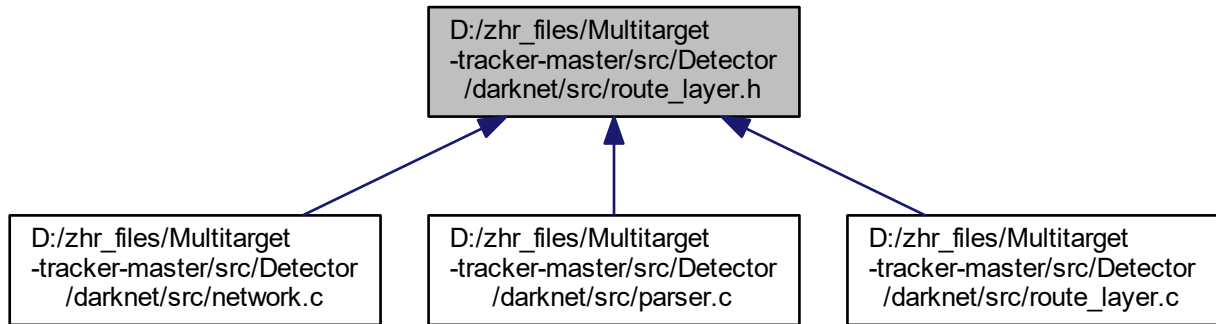 D:/zhr_files/Multitarget
-tracker-master/src/Detector
/darknet/src/route_layer.h
D:/zhr_files/Multitarget
-tracker-master/src/Detector
/darknet/src/network.c
D:/zhr_files/Multitarget
-tracker-master/src/Detector
/darknet/src/parser.c
D:/zhr_files/Multitarget
-tracker-master/src/Detector
/darknet/src/route_layer.c